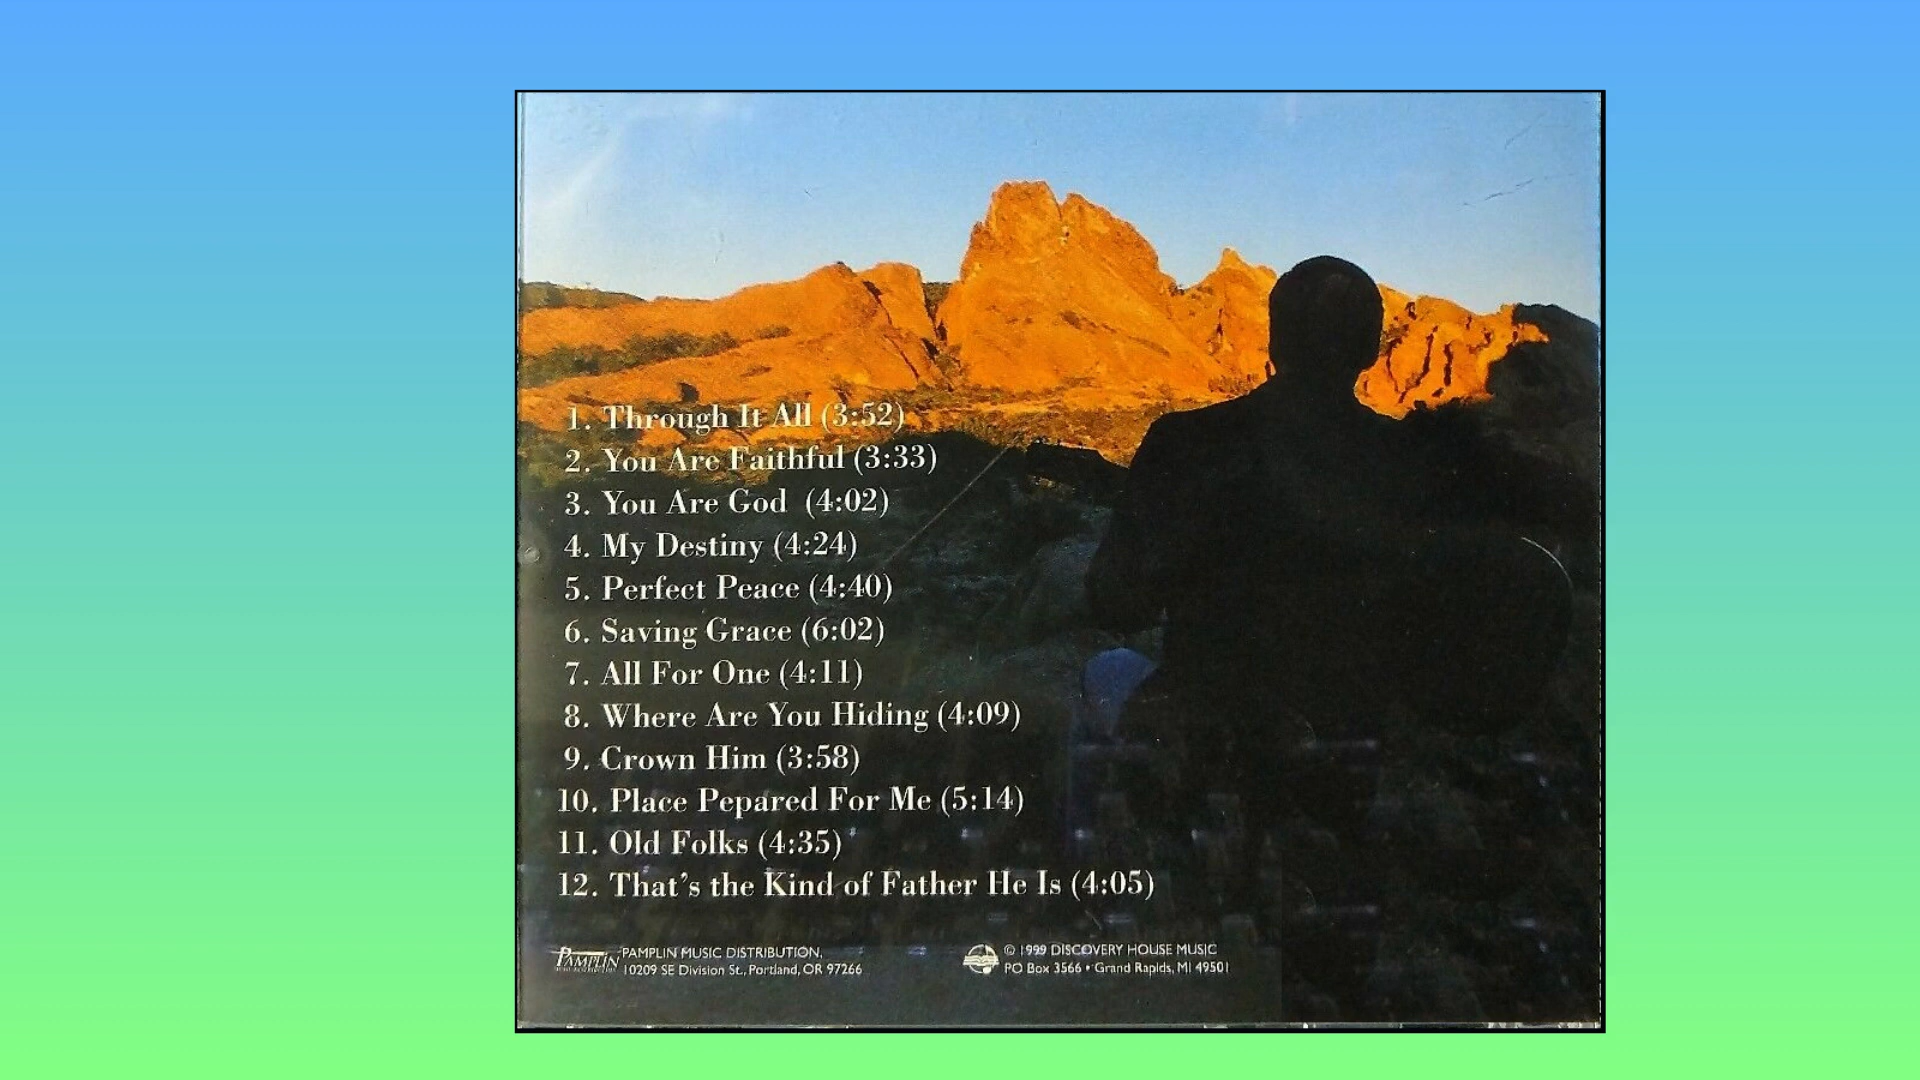 1. Through It All (3:52)
2. You Are Faithful (3:33)
3. You Are God (4:02)
4. My Destiny (4:24)
5. Perfect Peace (4:40)
6. Saving Grace (6:02)
7. All For One (4:11)
8. Where Are You Hiding (4:09)
9. Crown Him (3:58)
10. Place Pepared For Me (5:14)
11. Old Folks (4:35)
12. That's the Kind of Father He Is (4:05)
PAMPLIN PAMPLIN MUSIC DISTRIBUTION,
10209 SE Division St., Portland, OR 97266
© 1999 DISCOVERY HOUSE MUSIC
PO Box 3566 • Grand Rapids, MI 49501